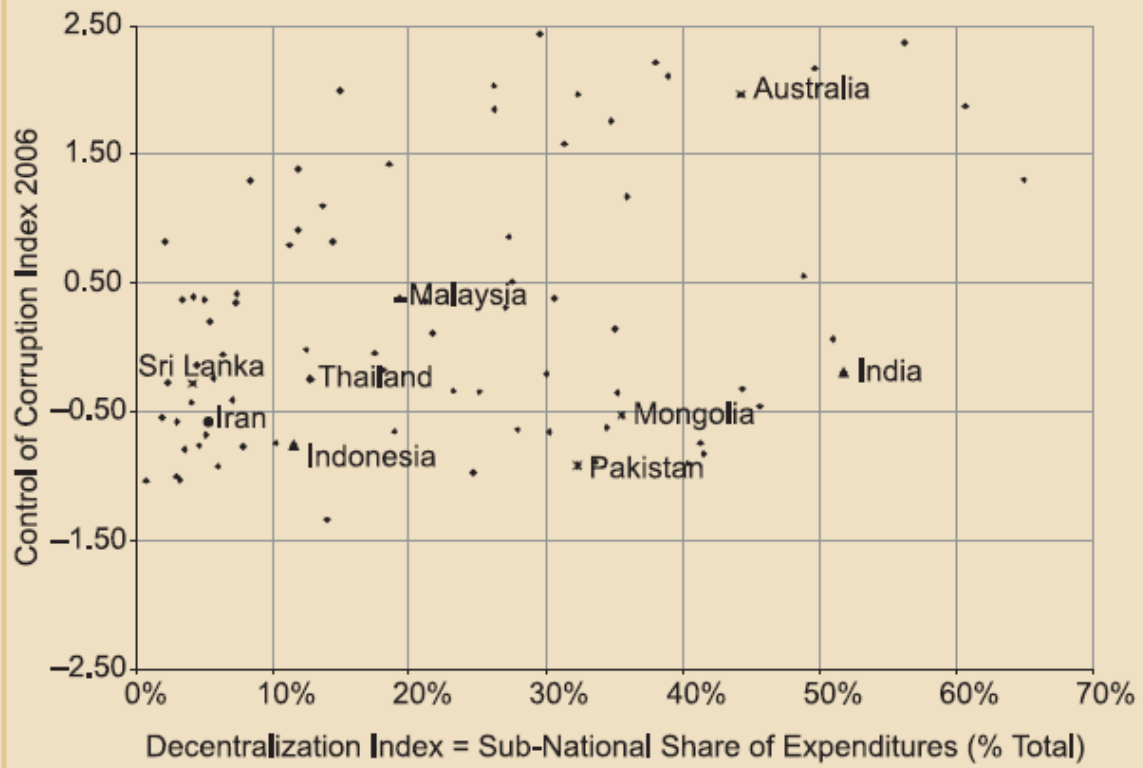 Control of Corruption Index 2006
2.50
1.50
0.50
–0.50
–1.50
–2.50
Australia
Malaysia
Sri Lanka
Thailand
India
Iran
Mongolia
Indonesia
Pakistan
0% 10% 20% 30% 40% 50% 60% 70%
Decentralization Index = Sub-National Share of Expenditures (% Total)